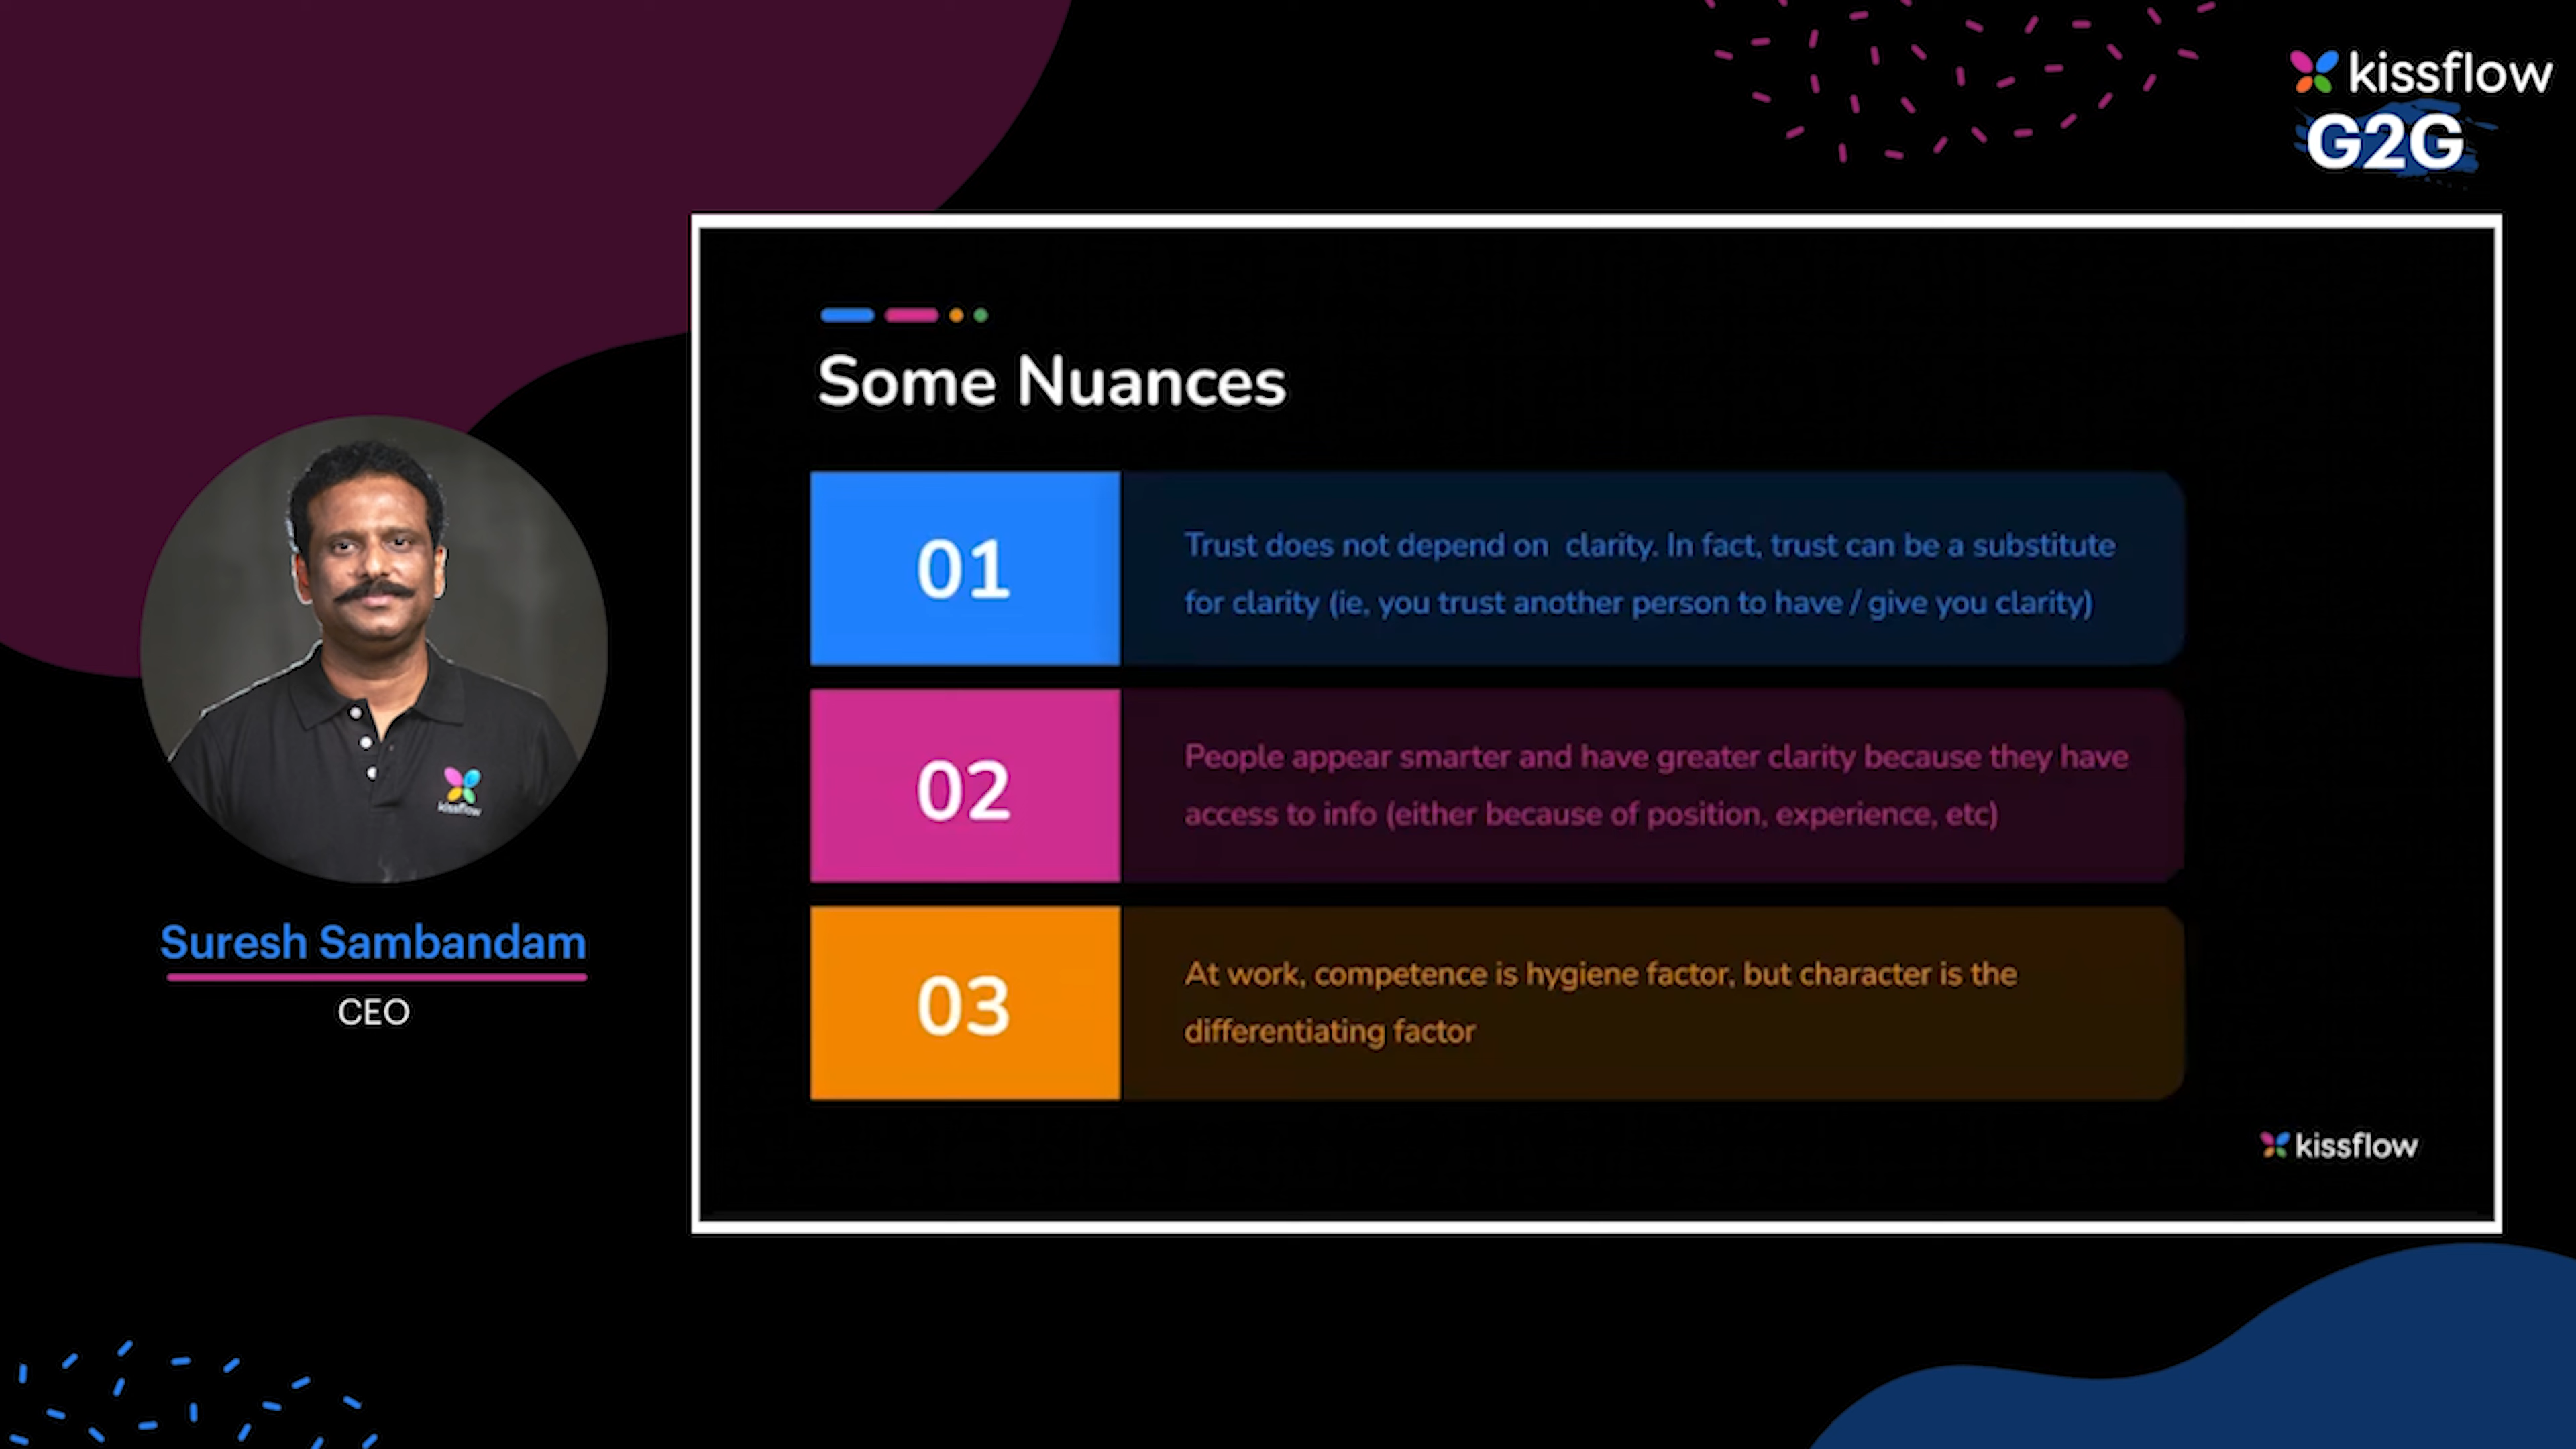 kissflow
G2G
Some Nuances
01
Trust does not depend on  clarity. In fact, trust can be a substitute
for clarity (ie, you trust another person to have / give you clarity)
02
People appear smarter and have greater clarity because they have
access to info (either because of position, experience, etc)
03
At work, competence is hygiene factor, but character is the
differentiating factor
kissflow
kissflow
Suresh Sambandam
CEO